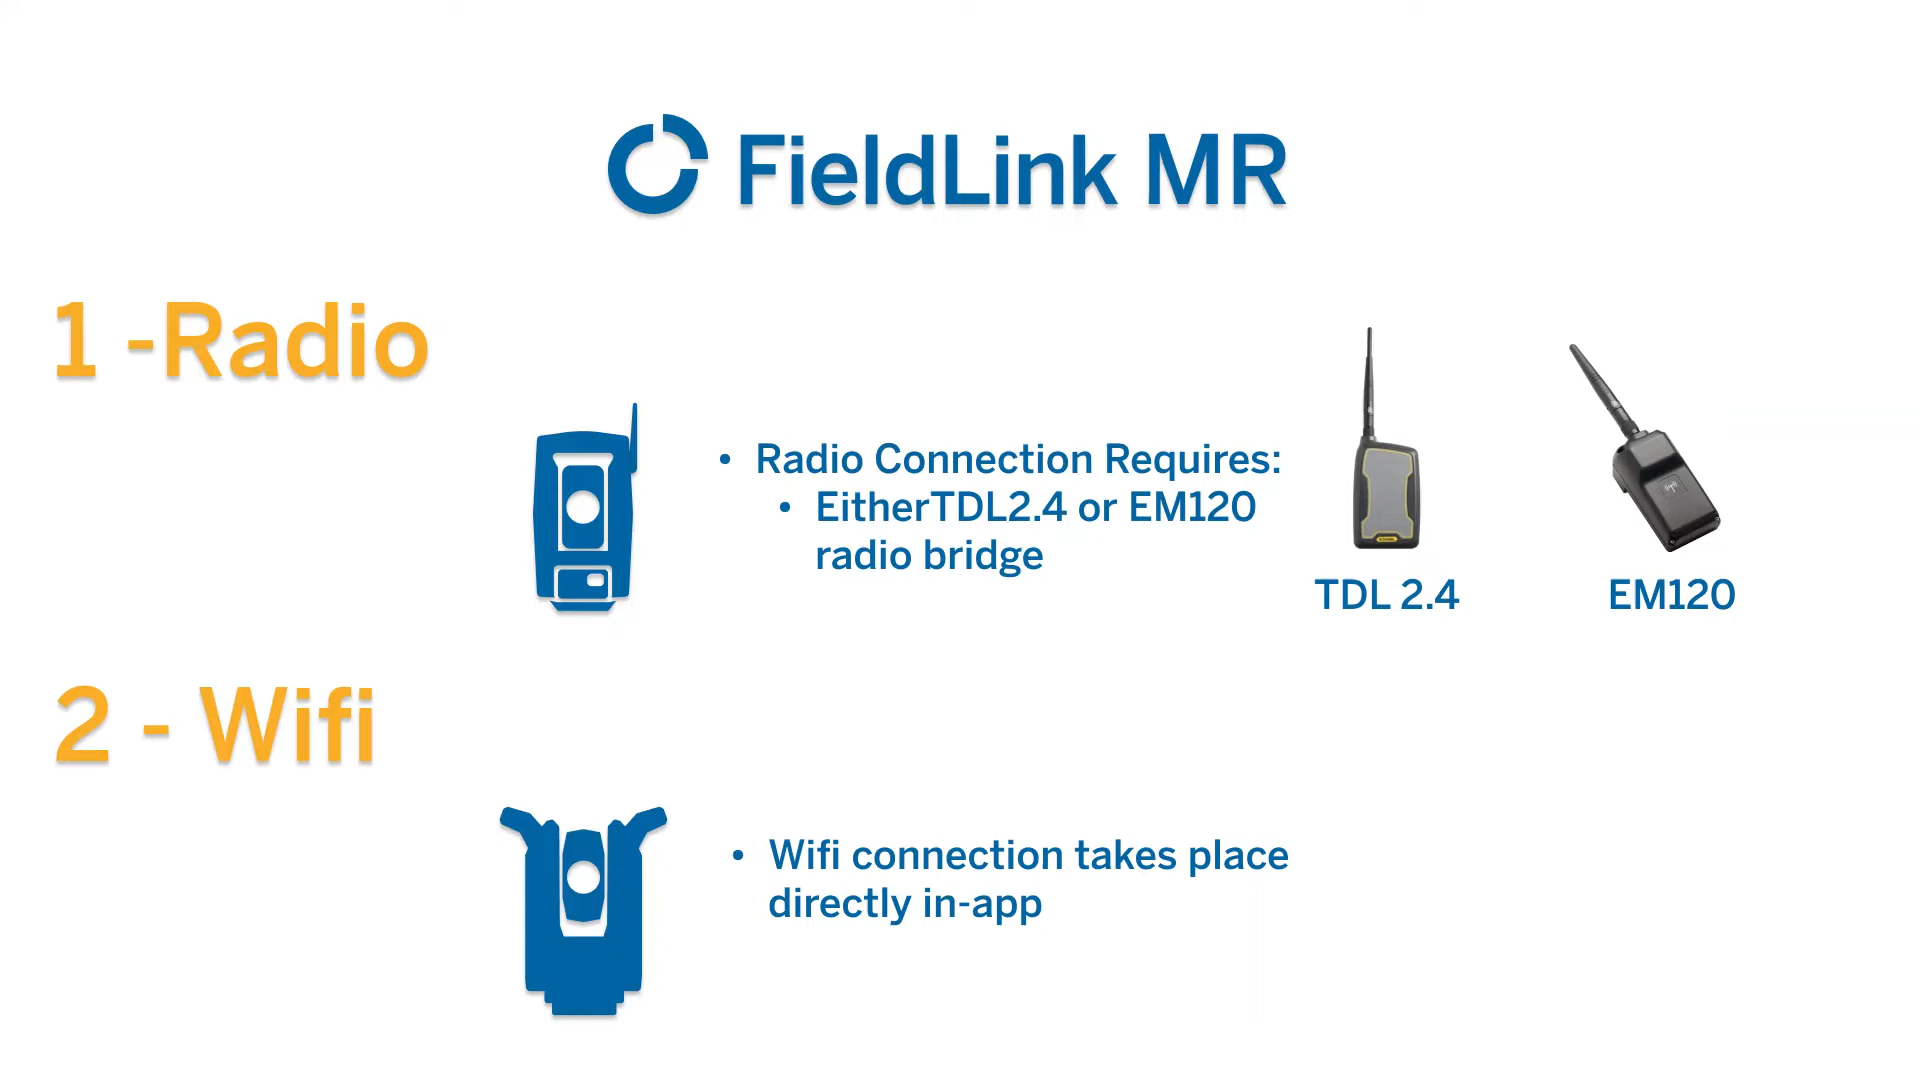 FieldLink MR
1 -Radio
• Radio Connection Requires:
• EitherTDL2.4 or EM120
radio bridge
TDL 2.4
EM120
2 - Wifi
• Wifi connection takes place
directly in-app